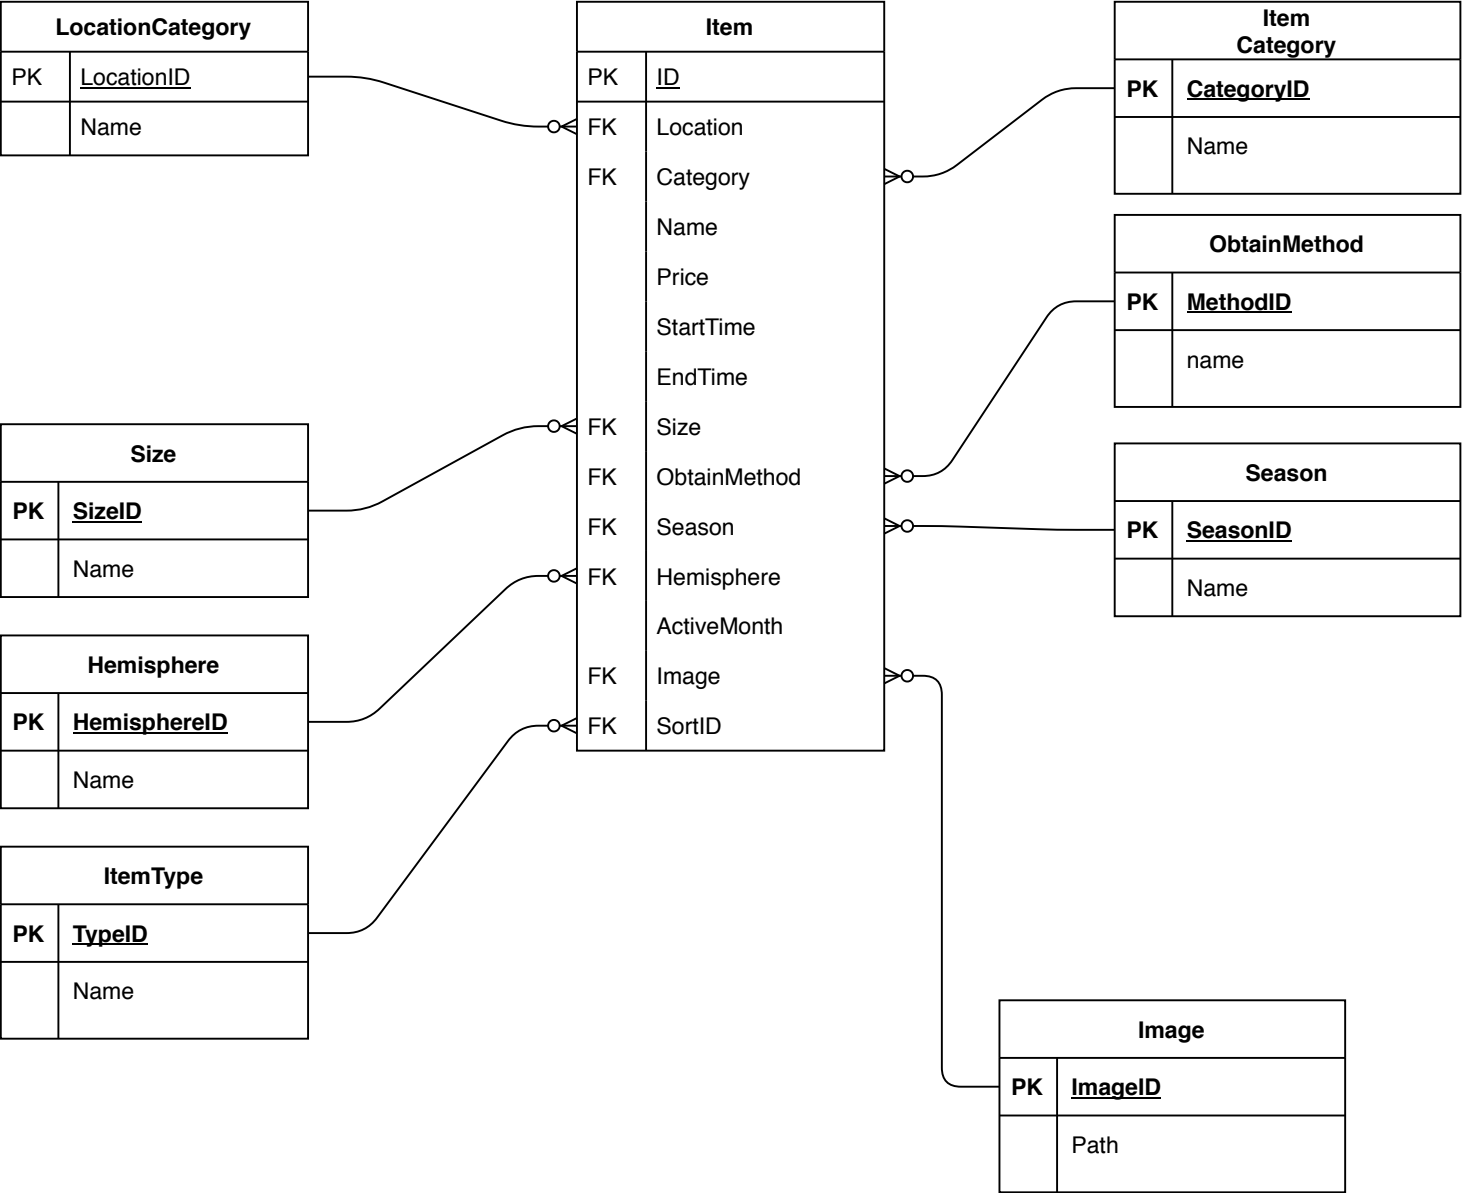 LocationCategory
PK LocationID
Name
Item
PK ID
FK Location
FK Category
Name
Price
StartTime
EndTime
FK Size
FK ObtainMethod
FK Season
FK Hemisphere
ActiveMonth
FK Image
FK SortID
Item
Category
PK CategoryID
Name
ObtainMethod
PK MethodID
name
Size
PK SizeID
Name
Season
PK SeasonID
Name
Hemisphere
PK HemisphereID
Name
ItemType
PK TypeID
Name
Image
PK ImageID
Path